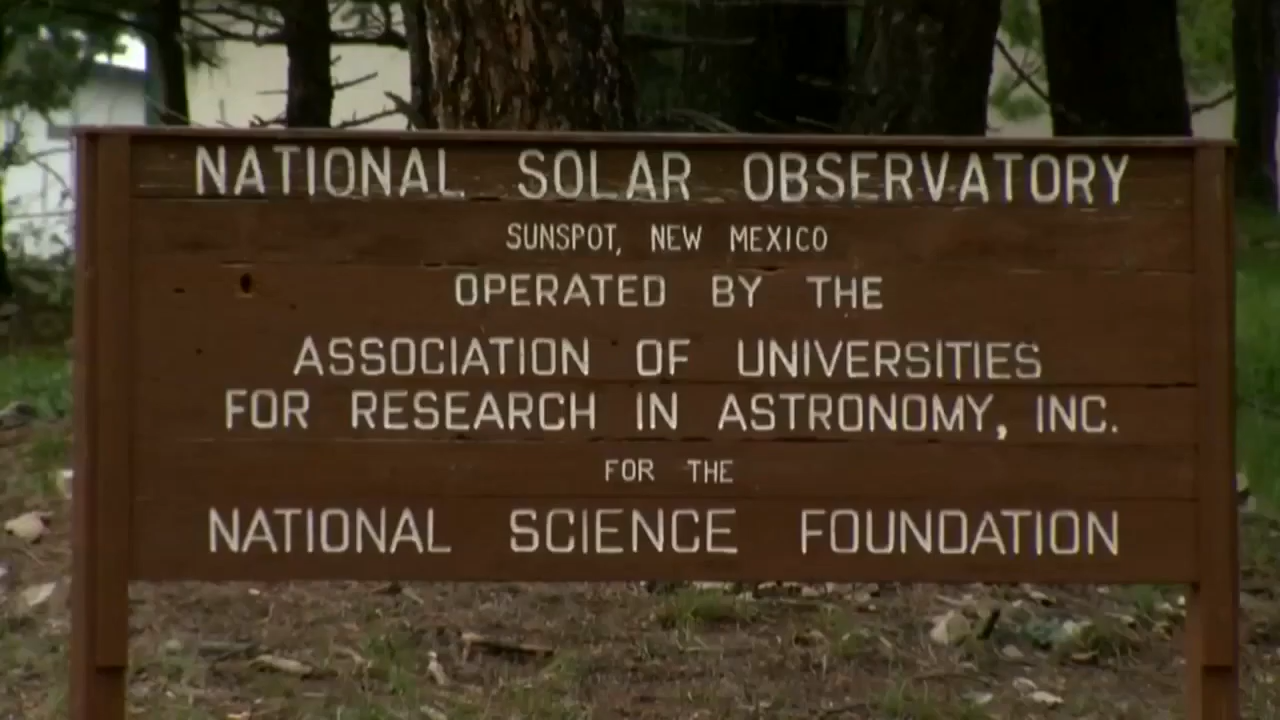 NATIONAL SOLAR OBSERVATORY
SUNSPOT, NEW MEXICO
OPERATED BY THE
ASSOCIATION OF UNIVERSITIES
FOR RESEARCH IN ASTRONOMY, INC.
FOR THE
NATIONAL SCIENCE FOUNDATION